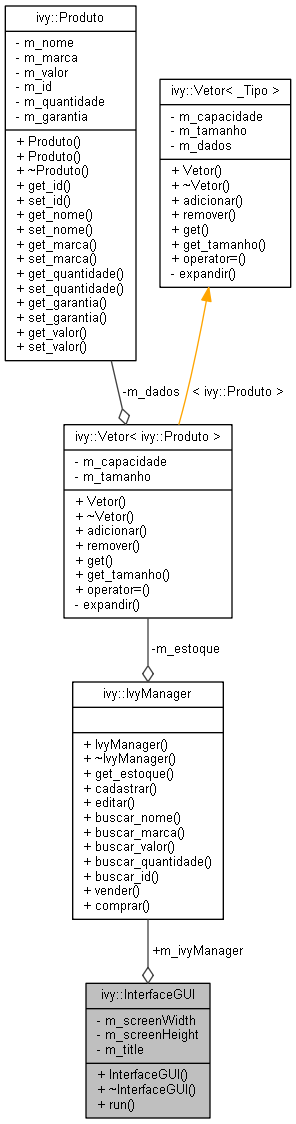 ivy::Produto
- m_nome
- m_marca
- m_valor
- m_id
- m_quantidade
- m_garantia
+ Produto()
+ Produto()
+ ~Produto()
+ get_id()
+ set_id()
+ get_nome()
+ set_nome()
+ get_marca()
+ set_marca()
+ get_quantidade()
+ set_quantidade()
+ get_garantia()
+ set_garantia()
+ get_valor()
+ set_valor()
ivy::Vetor< _Tipo >
- m_capacidade
- m_tamanho
- m_dados
+ Vetor()
+ ~Vetor()
+ adicionar()
+ remover()
+ get()
+ get_tamanho()
+ operator=()
- expandir()
-m_dados
< ivy::Produto >
ivy::Vetor< ivy::Produto >
- m_capacidade
- m_tamanho
+ Vetor()
+ ~Vetor()
+ adicionar()
+ remover()
+ get()
+ get_tamanho()
+ operator=()
- expandir()
-m_estoque
ivy::IvyManager
+ IvyManager()
+ ~IvyManager()
+ get_estoque()
+ cadastrar()
+ editar()
+ buscar_nome()
+ buscar_marca()
+ buscar_valor()
+ buscar_quantidade()
+ buscar_id()
+ vender()
+ comprar()
+m_ivyManager
ivy::InterfaceGUI
- m_screenWidth
- m_screenHeight
- m_title
+ InterfaceGUI()
+ ~InterfaceGUI()
+ run()